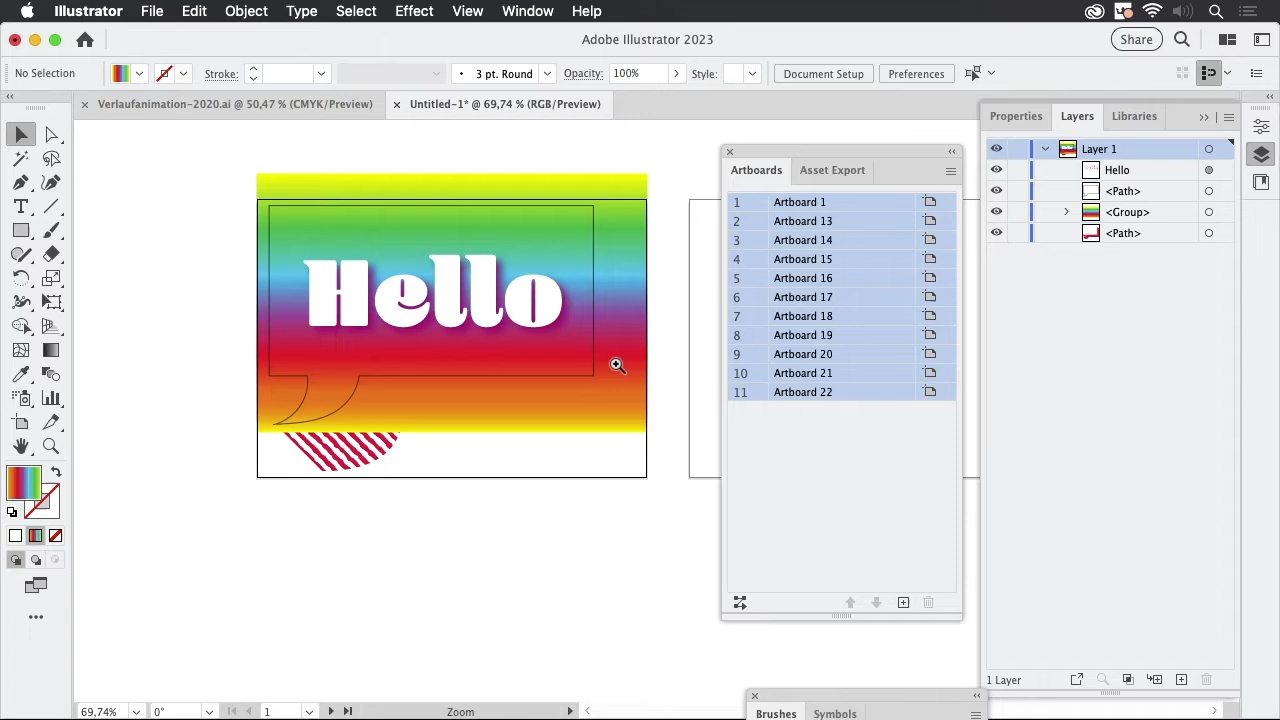 Illustrator File Edit Object Type Select Effect View Window Help
Adobe Illustrator 2023
Share
No Selection
Stroke:
3 pt. Round
Opacity: 100%
Style:
Document Setup
Preferences
Verlaufanimation-2020.ai @ 50,47 % (CMYK/Preview)
Untitled-1* @ 69,74 % (RGB/Preview)
Properties Layers Libraries
Layer 1
Hello
<Path>
<Group>
<Path>
Artboards Asset Export
1 Artboard 1
2 Artboard 13
3 Artboard 14
4 Artboard 15
5 Artboard 16
6 Artboard 17
7 Artboard 18
8 Artboard 19
9 Artboard 20
10 Artboard 21
11 Artboard 22
Hello
1 Layer
69,74% 0° 1 Zoom
Brushes Symbols